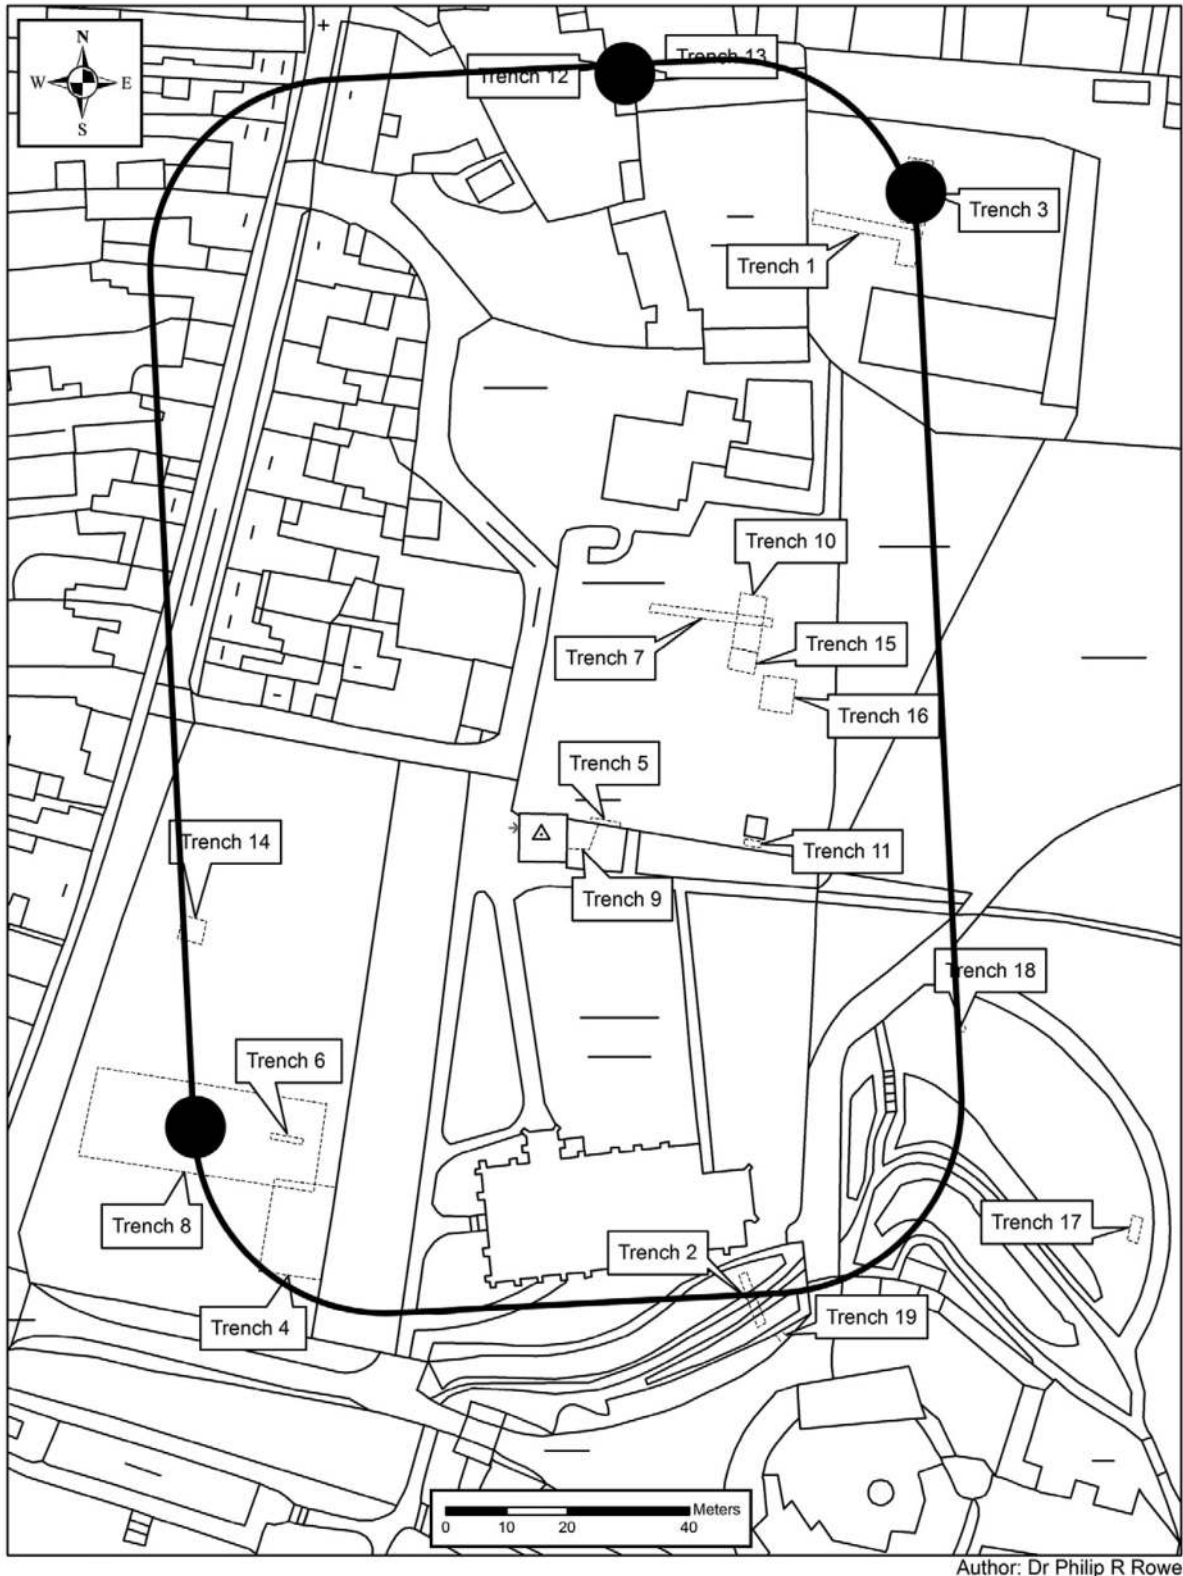 N
W E
S
Trench 13
Trench 12
Trench 3
Trench 1
Trench 10
Trench 15
Trench 7
Trench 16
Trench 5
Trench 14
Trench 11
Trench 9
Trench 18
Trench 6
Trench 17
Trench 8
Trench 2
Trench 19
Trench 4
Meters
0 10 20 40
Author: Dr Philip R Rowe